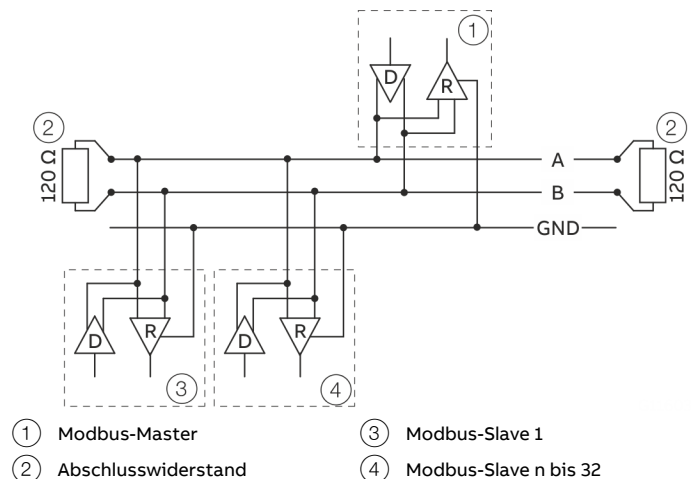 1
D R
2 2
120 Ω 120 Ω
A
B
GND
D R D R
3 4
1 Modbus-Master 3 Modbus-Slave 1
2 Abschlusswiderstand 4 Modbus-Slave n bis 32